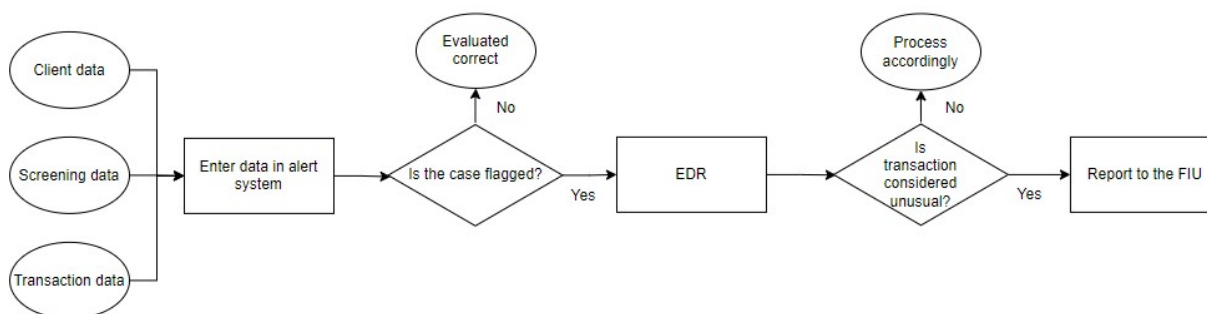 Client data
Screening data
Transaction data
Enter data in alert
system
Evaluated
correct
No
Is the case flagged?
Yes
EDR
Process
accordingly
No
Is
transaction
considered
unusual?
Yes
Report to the FIU